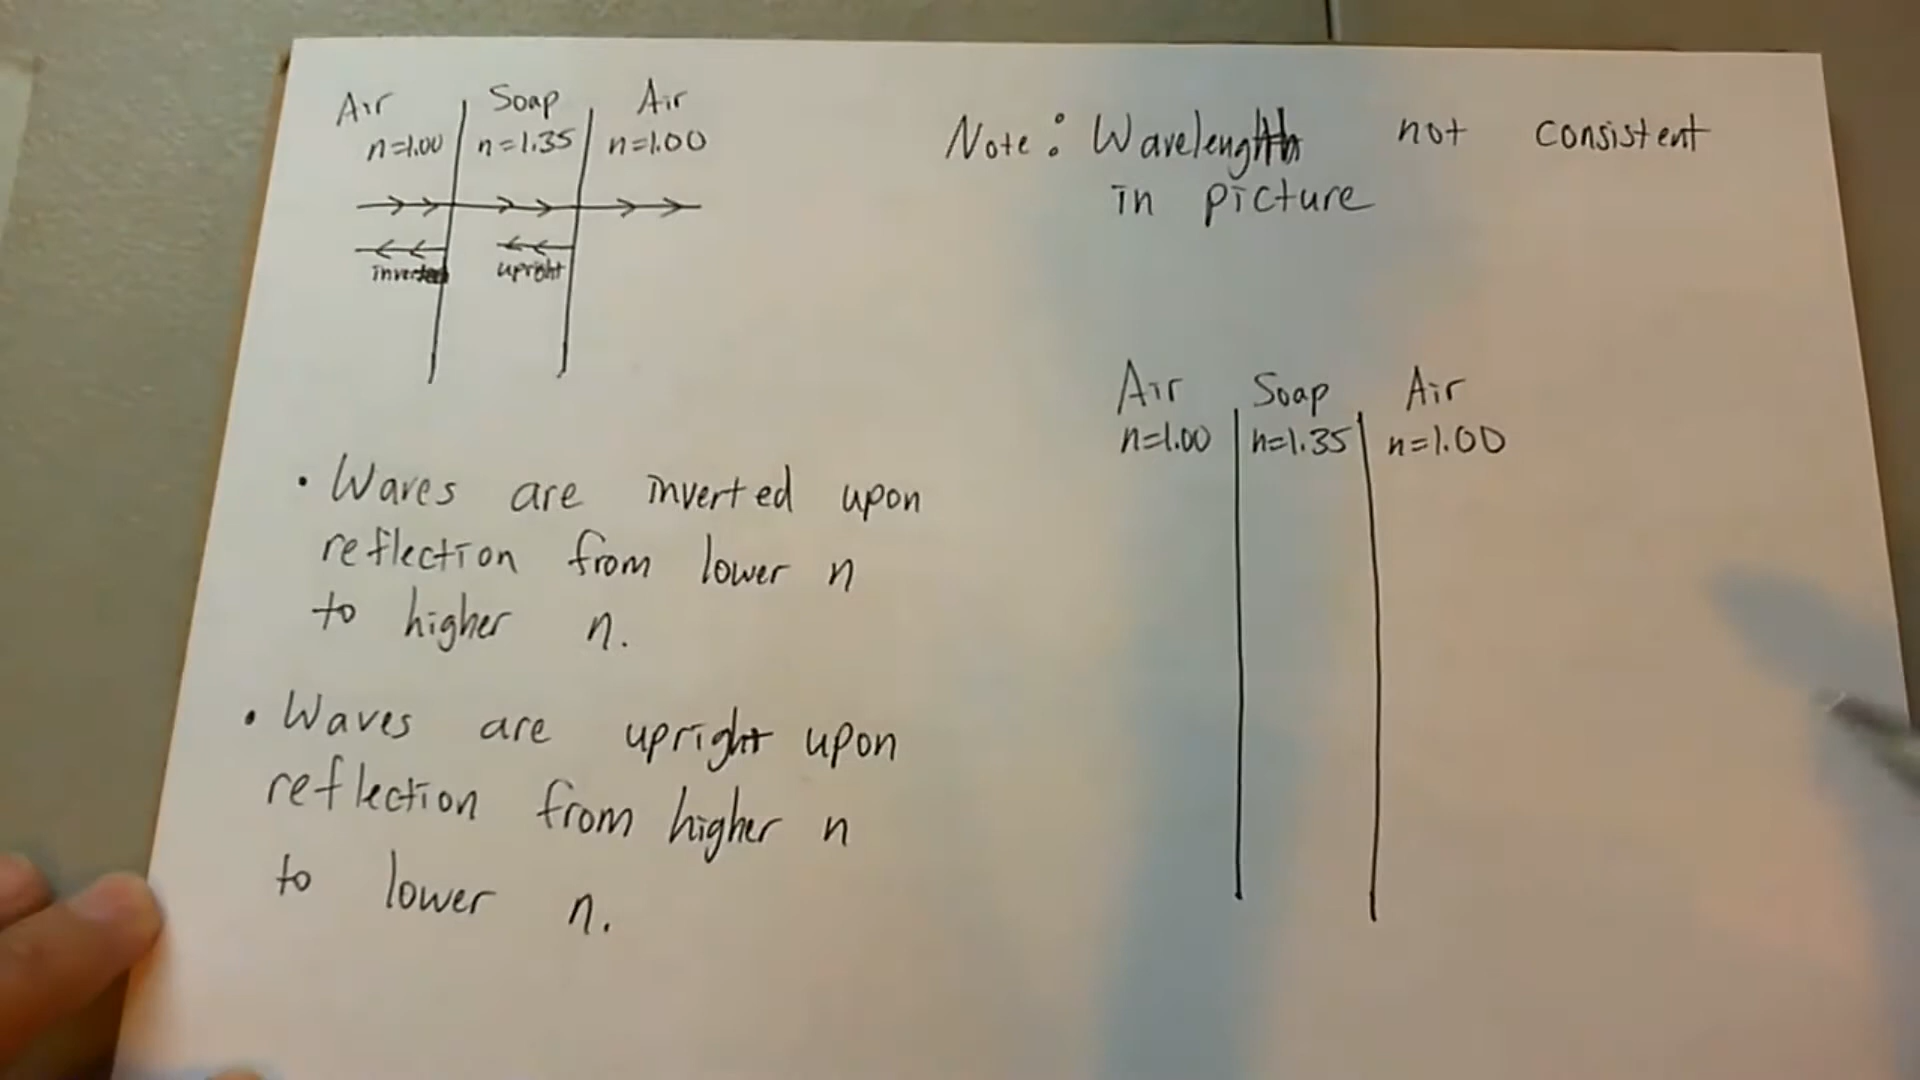 Air Soap Air
n=1.00 n=1.35 n=1.00
inverted upright
• Waves are inverted upon
reflection from lower n
to higher n.
• Waves are upright upon
reflection from higher n
to lower n.
Note: Wavelength not consistent
in picture
Air Soap Air
n=1.00 n=1.35 n=1.00